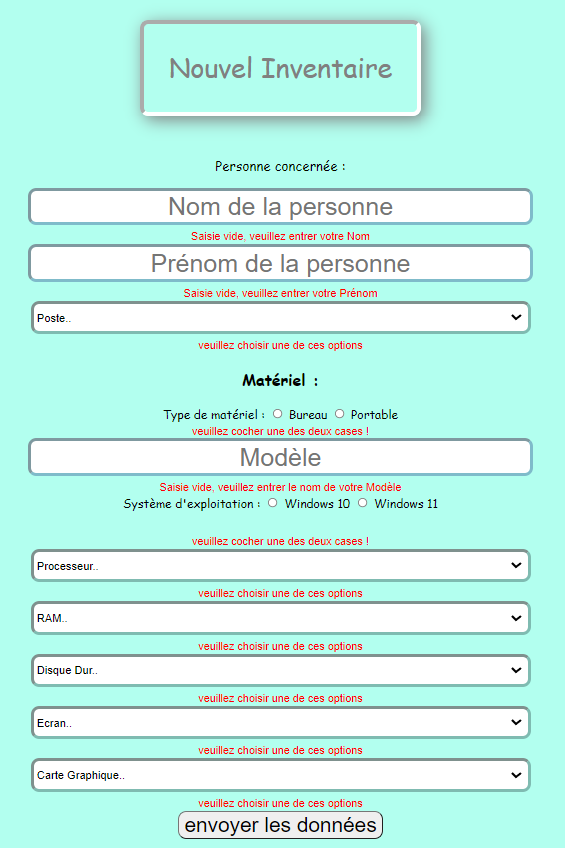 Nouvel Inventaire
Personne concernée :
Nom de la personne
Saisie vide, veuillez entrer votre Nom
Prénom de la personne
Saisie vide, veuillez entrer votre Prénom
Poste..
veuillez choisir une de ces options
Matériel :
Type de matériel : Bureau Portable
veuillez cocher une des deux cases !
Modèle
Saisie vide, veuillez entrer le nom de votre Modèle
Système d'exploitation : Windows 10 Windows 11
veuillez cocher une des deux cases !
Processeur..
veuillez choisir une de ces options
RAM..
veuillez choisir une de ces options
Disque Dur..
veuillez choisir une de ces options
Ecran..
veuillez choisir une de ces options
Carte Graphique..
veuillez choisir une de ces options
envoyer les données